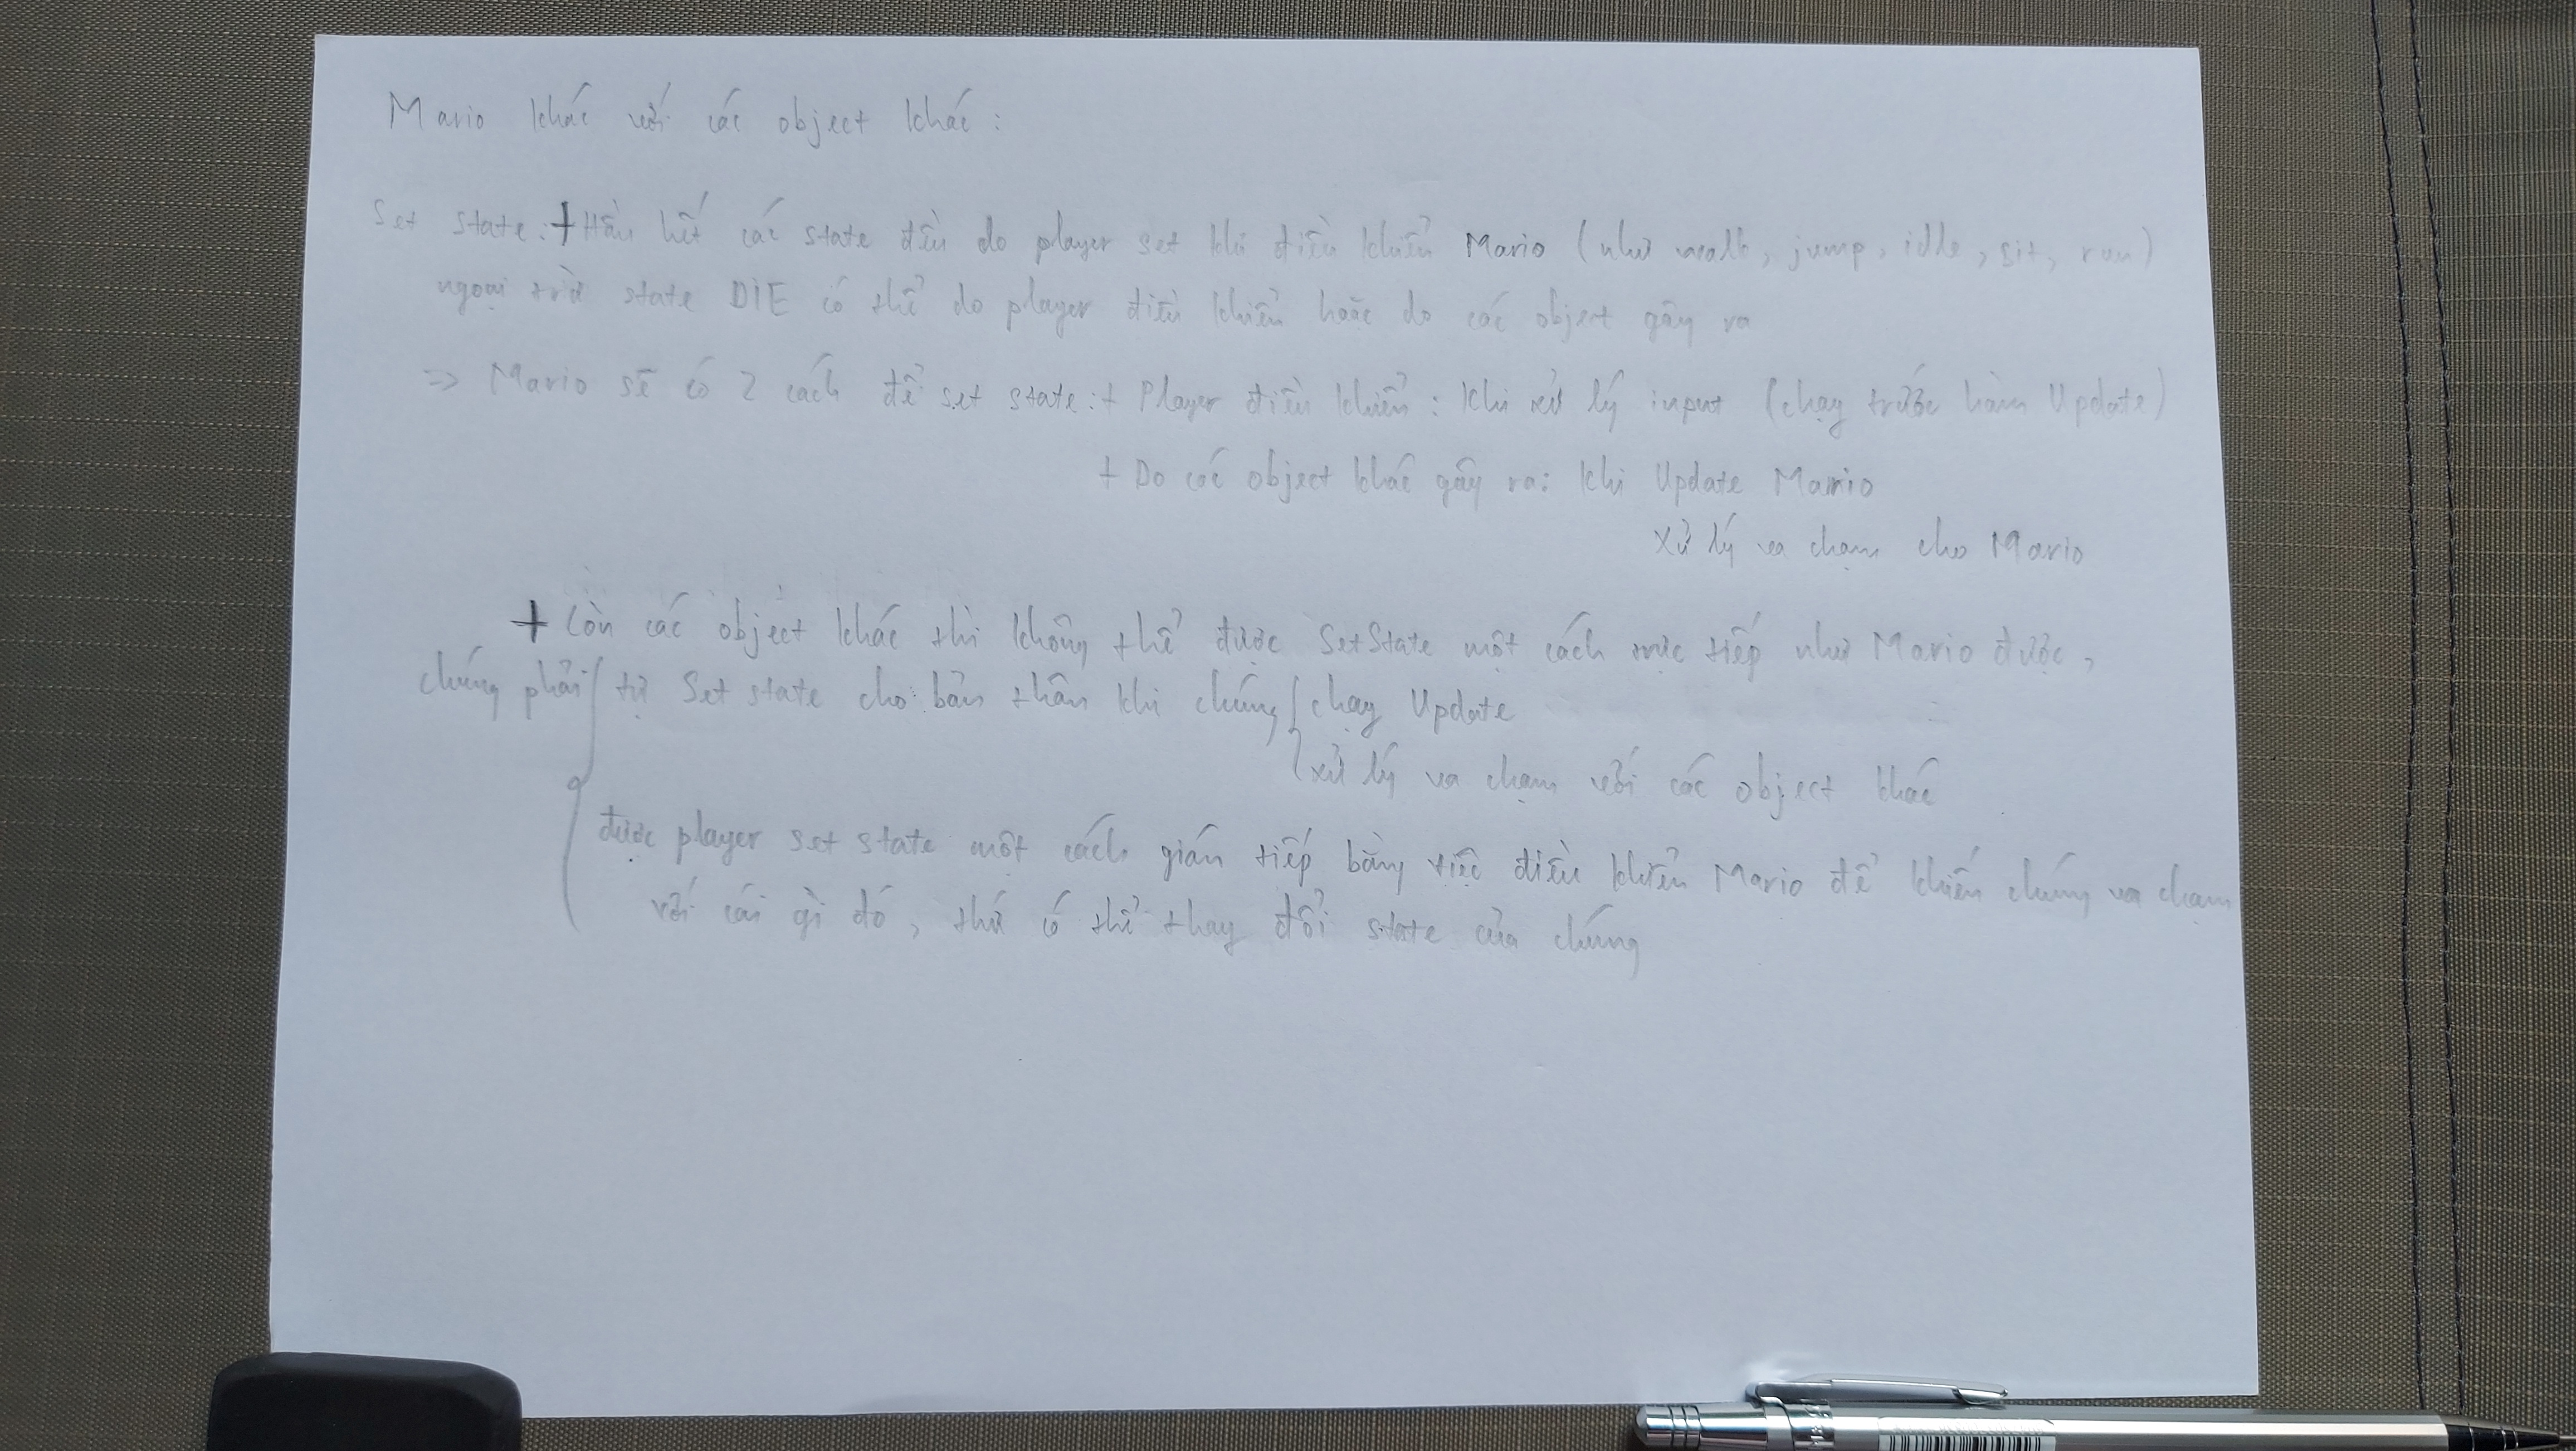 Mario khác với các object khác :
Set state : + Hầu hết các state đều do player set khi điều khiển Mario ( như walk , jump , idle , sit , run )
ngoại trừ state DIE có thể do player điều khiển hoặc do các object gây ra
=> Mario sẽ có 2 cách để set state : + Player điều khiển : Khi xử lý input ( chạy trước hàm Update )
+ Do các object khác gây ra : Khi Update Mario
Xử lý va chạm cho Mario
+ Còn các object khác thì không thể được SetState một cách trực tiếp như Mario được ,
chúng phải { tự Set state cho bản thân khi chúng { chạy Update
xử lý va chạm với các object khác
được player set state một cách gián tiếp bằng việc điều khiển Mario để khiến chúng va chạm
với cái gì đó , thứ có thể thay đổi state của chúng